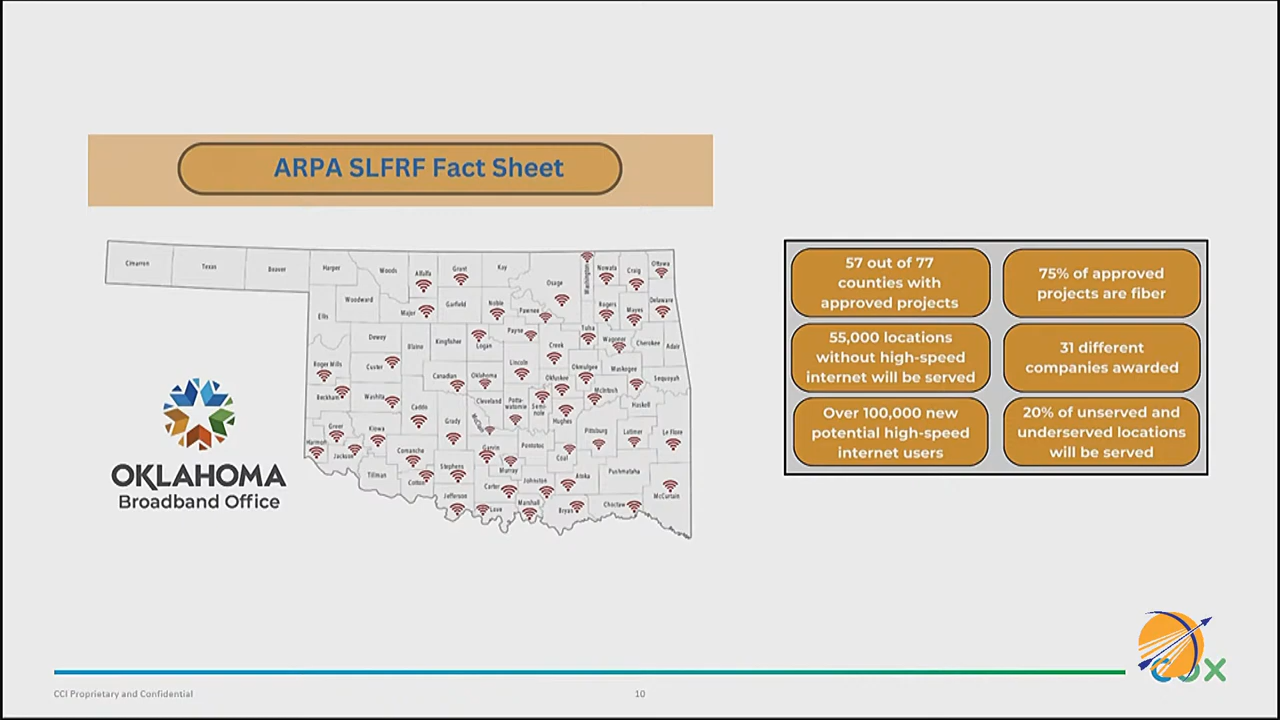 ARPA SLFRF Fact Sheet
Cimarron
Texas
Beaver
Harper
Woods
Alfalfa
Grant
Kay
Osage
Washington
Nowata
Craig
Ottawa
Ellis
Woodward
Major
Garfield
Noble
Pawnee
Rogers
Mayes
Delaware
Dewey
Blaine
Kingfisher
Logan
Payne
Creek
Tulsa
Wagoner
Cherokee
Adair
Roger Mills
Custer
Canadian
Oklahoma
Lincoln
Okfuskee
Okmulgee
Muskogee
Sequoyah
McIntosh
Beckham
Washita
Caddo
Grady
Cleveland
Potta-
watomie
Semi-
nole
Hughes
Haskell
Greer
Kiowa
Harmon
Jackson
Comanche
Garvin
Pontotoc
Pittsburg
Latimer
Le Flore
Tillman
Cotton
Stephens
Murray
Coal
Johnston
Atoka
Pushmataha
McCurtain
Jefferson
Carter
Love
Marshall
Bryan
Choctaw
OKLAHOMA
Broadband Office
57 out of 77
counties with
approved projects
75% of approved
projects are fiber
55,000 locations
without high-speed
internet will be served
31 different
companies awarded
Over 100,000 new
potential high-speed
internet users
20% of unserved and
underserved locations
will be served
CCI Proprietary and Confidential
10
COX